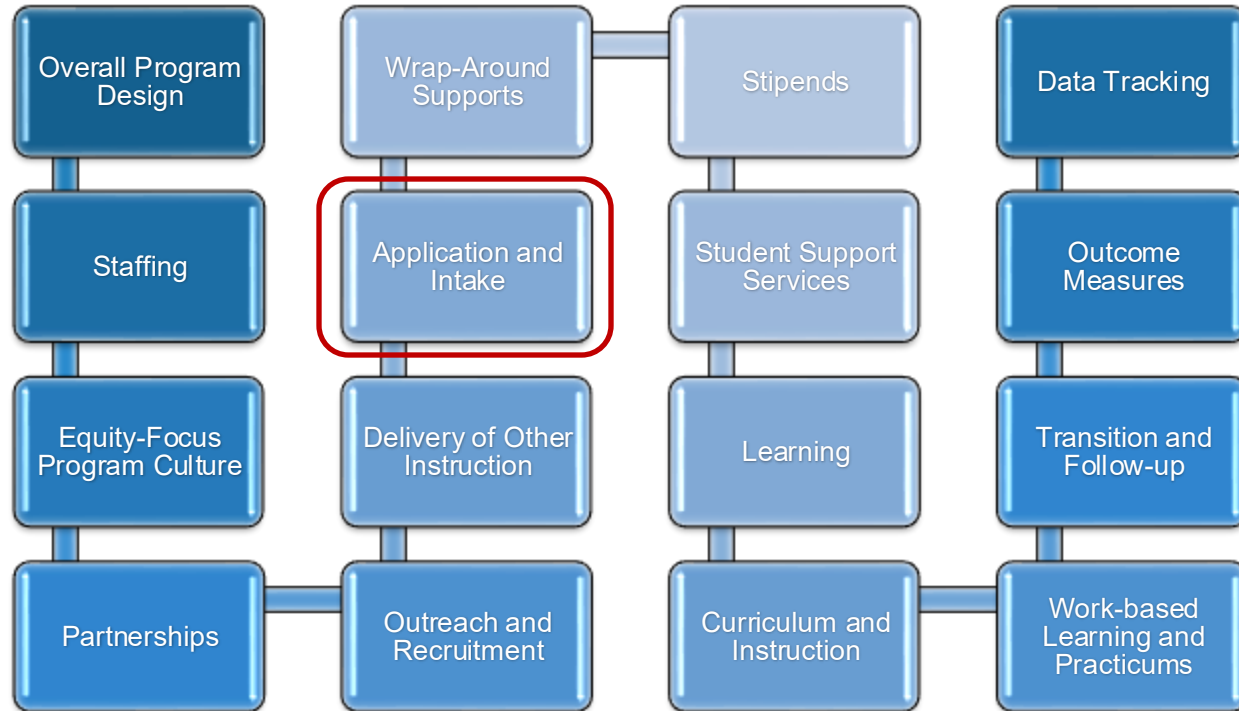 Overall Program
Design
Staffing
Equity-Focus
Program Culture
Partnerships
Outreach and
Recruitment
Delivery of Other
Instruction
Application and
Intake
Wrap-Around
Supports
Stipends
Student Support
Services
Learning
Curriculum and
Instruction
Work-based
Learning and
Practicums
Transition and
Follow-up
Outcome
Measures
Data Tracking